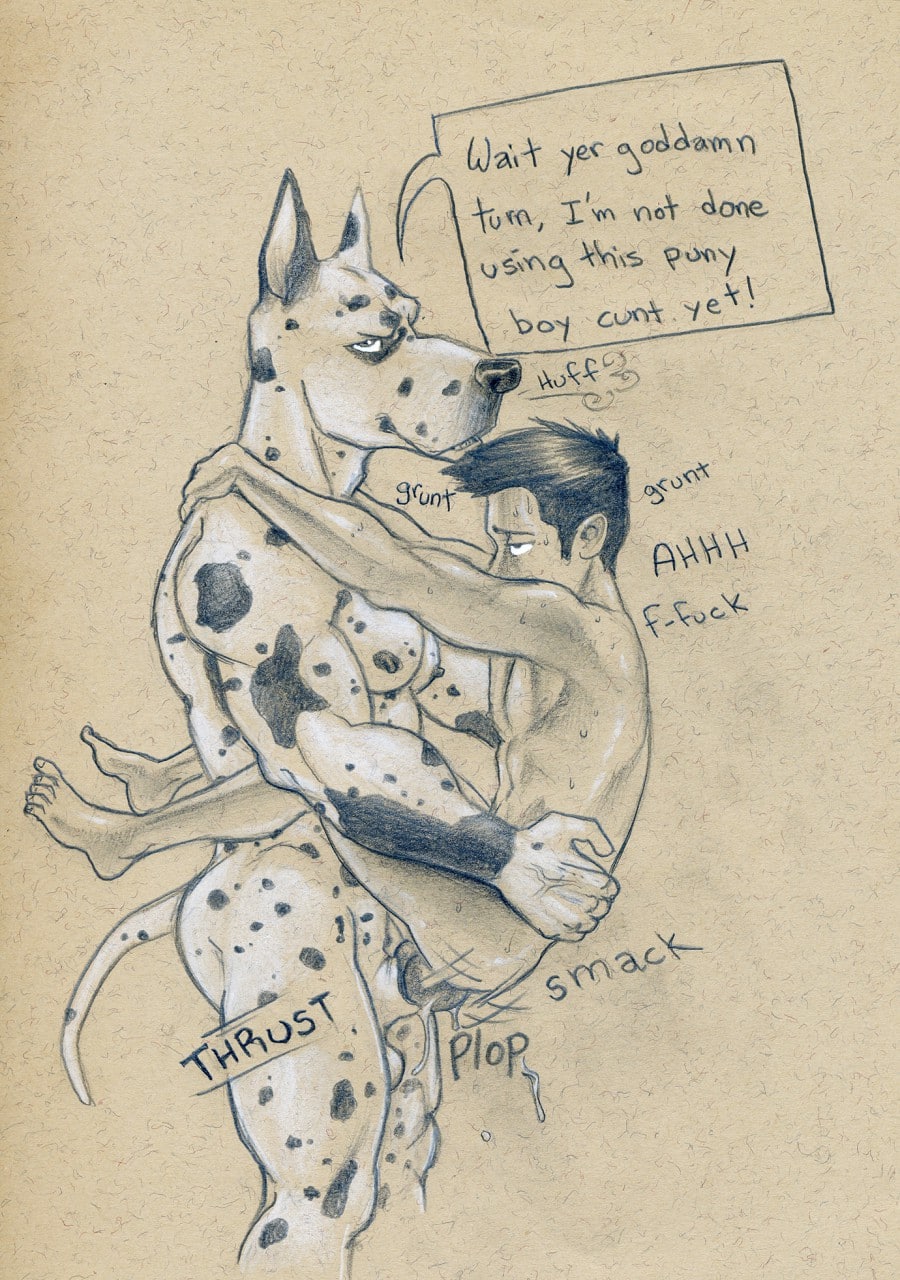 Wait yer goddamn
turn, I'm not done
using this puny
boy cunt yet!
Huff
grunt
grunt
AHHH
f-fuck
smack
THRUST
Plop